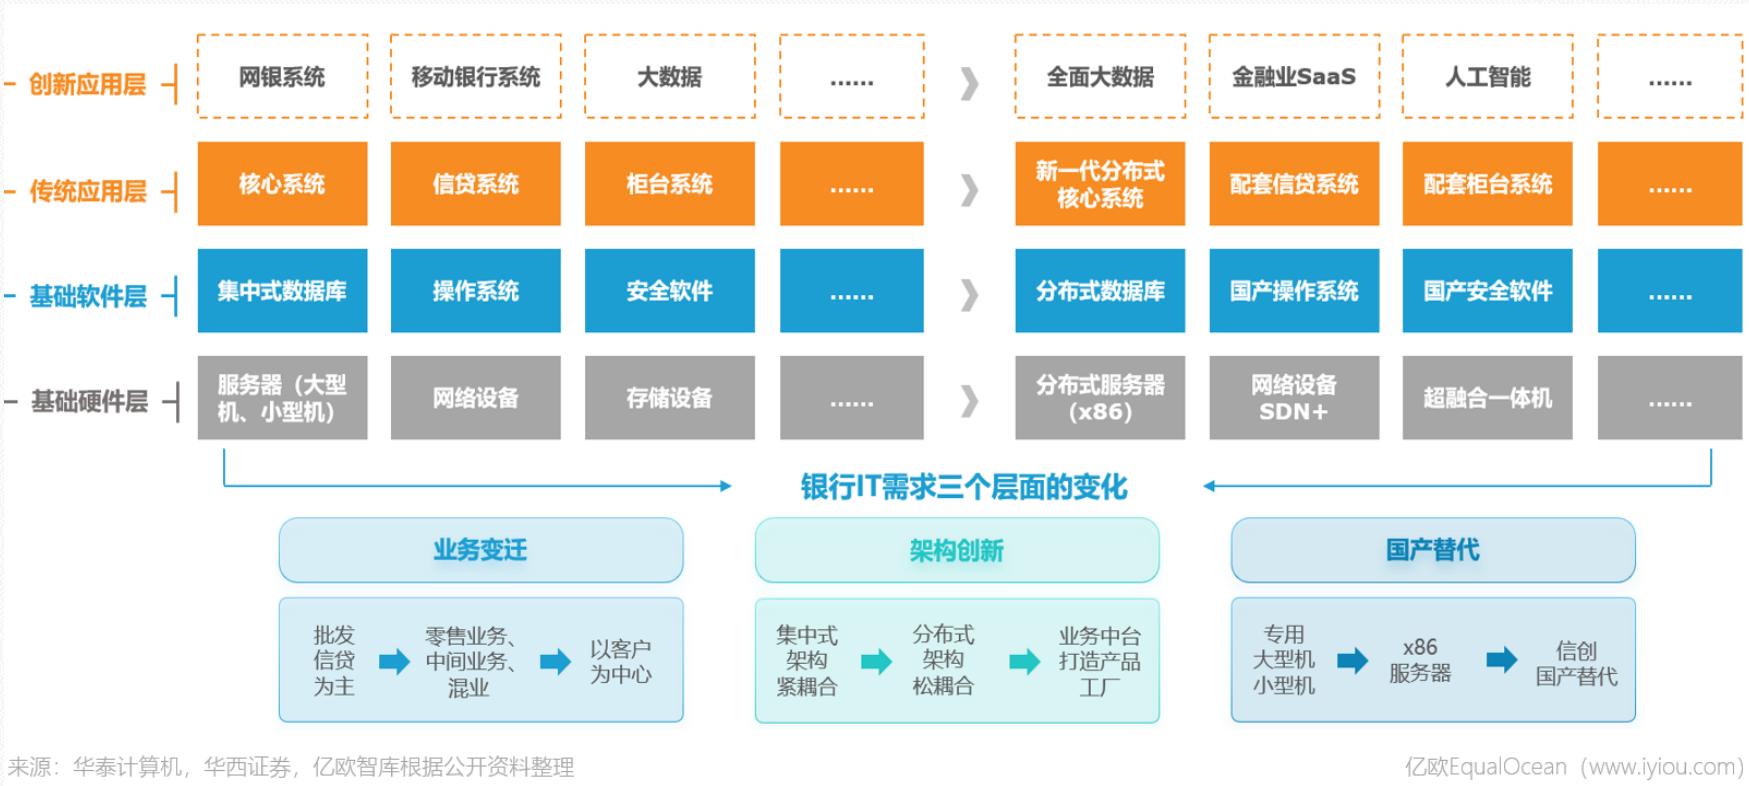 创新应用层
网银系统
移动银行系统
大数据
......
全面大数据
金融业SaaS
人工智能
......
传统应用层
核心系统
信贷系统
柜台系统
......
新一代分布式
核心系统
配套信贷系统
配套柜台系统
......
基础软件层
集中式数据库
操作系统
安全软件
......
分布式数据库
国产操作系统
国产安全软件
......
基础硬件层
服务器（大型
机、小型机）
网络设备
存储设备
......
分布式服务器
（x86）
网络设备
SDN+
超融合一体机
......
银行IT需求三个层面的变化
业务变迁
批发
信贷
为主
零售业务、
中间业务、
混业
以客户
为中心
架构创新
集中式
架构
紧耦合
分布式
架构
松耦合
业务中台
打造产品
工厂
国产替代
专用
大型机
小型机
x86
服务器
信创
国产替代
来源：华泰计算机，华西证券，亿欧智库根据公开资料整理
亿欧EqualOcean（www.iyiou.com）